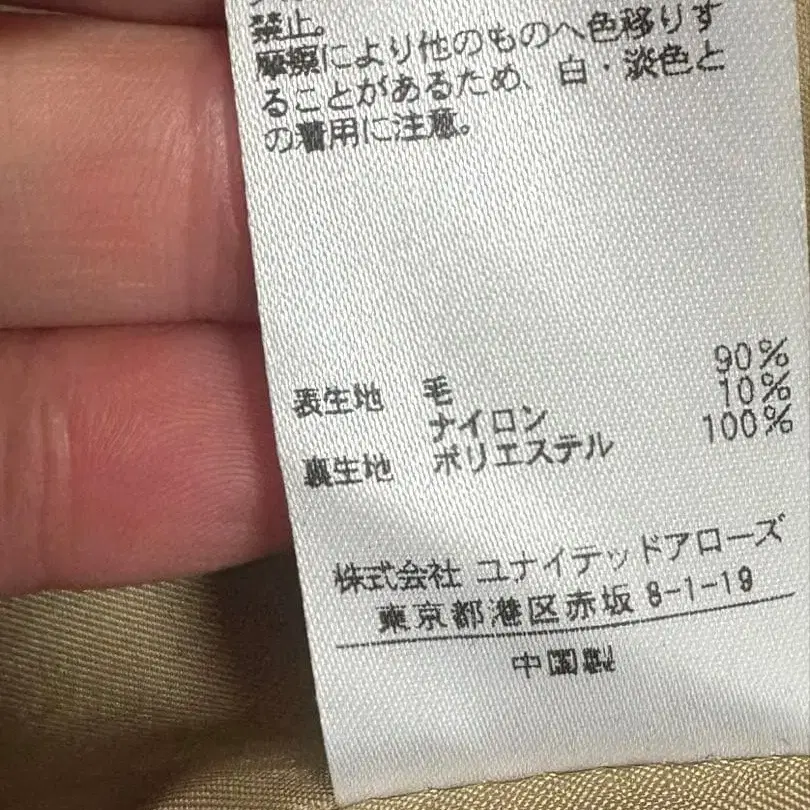 禁止。
摩擦により他のものへ色移りす
ることがあるため、白・淡色と
の着用に注意。
表生地 毛 90%
ナイロン 10%
裏生地 ポリエステル 100%
株式会社 ユナイテッドアローズ
東京都港区赤坂 8-1-19
中国製